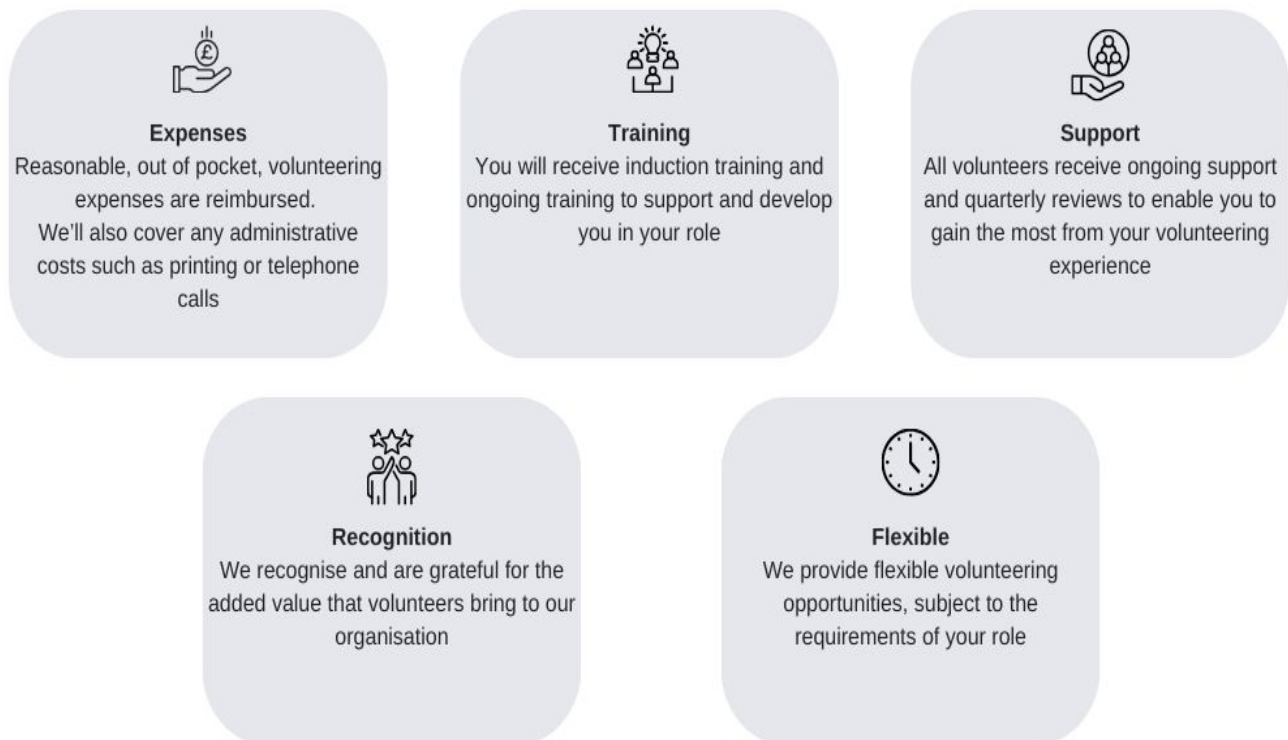 £
Expenses
Reasonable, out of pocket, volunteering
expenses are reimbursed.
We'll also cover any administrative
costs such as printing or telephone
calls
Training
You will receive induction training and
ongoing training to support and develop
you in your role
Support
All volunteers receive ongoing support
and quarterly reviews to enable you to
gain the most from your volunteering
experience
Recognition
We recognise and are grateful for the
added value that volunteers bring to our
organisation
Flexible
We provide flexible volunteering
opportunities, subject to the
requirements of your role